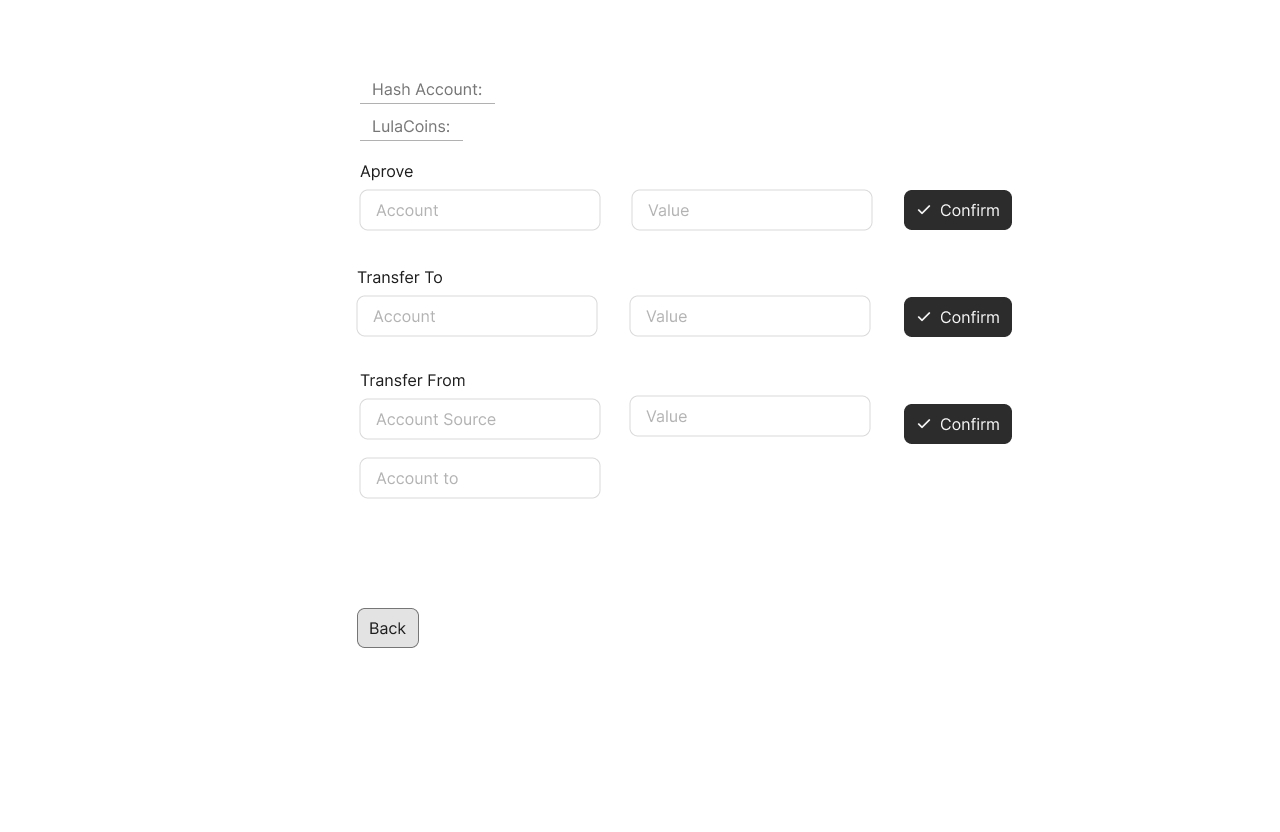 Hash Account:
LulaCoins:
Aprove
Account Value Confirm
Transfer To
Account Value Confirm
Transfer From
Account Source Value Confirm
Account to
Back